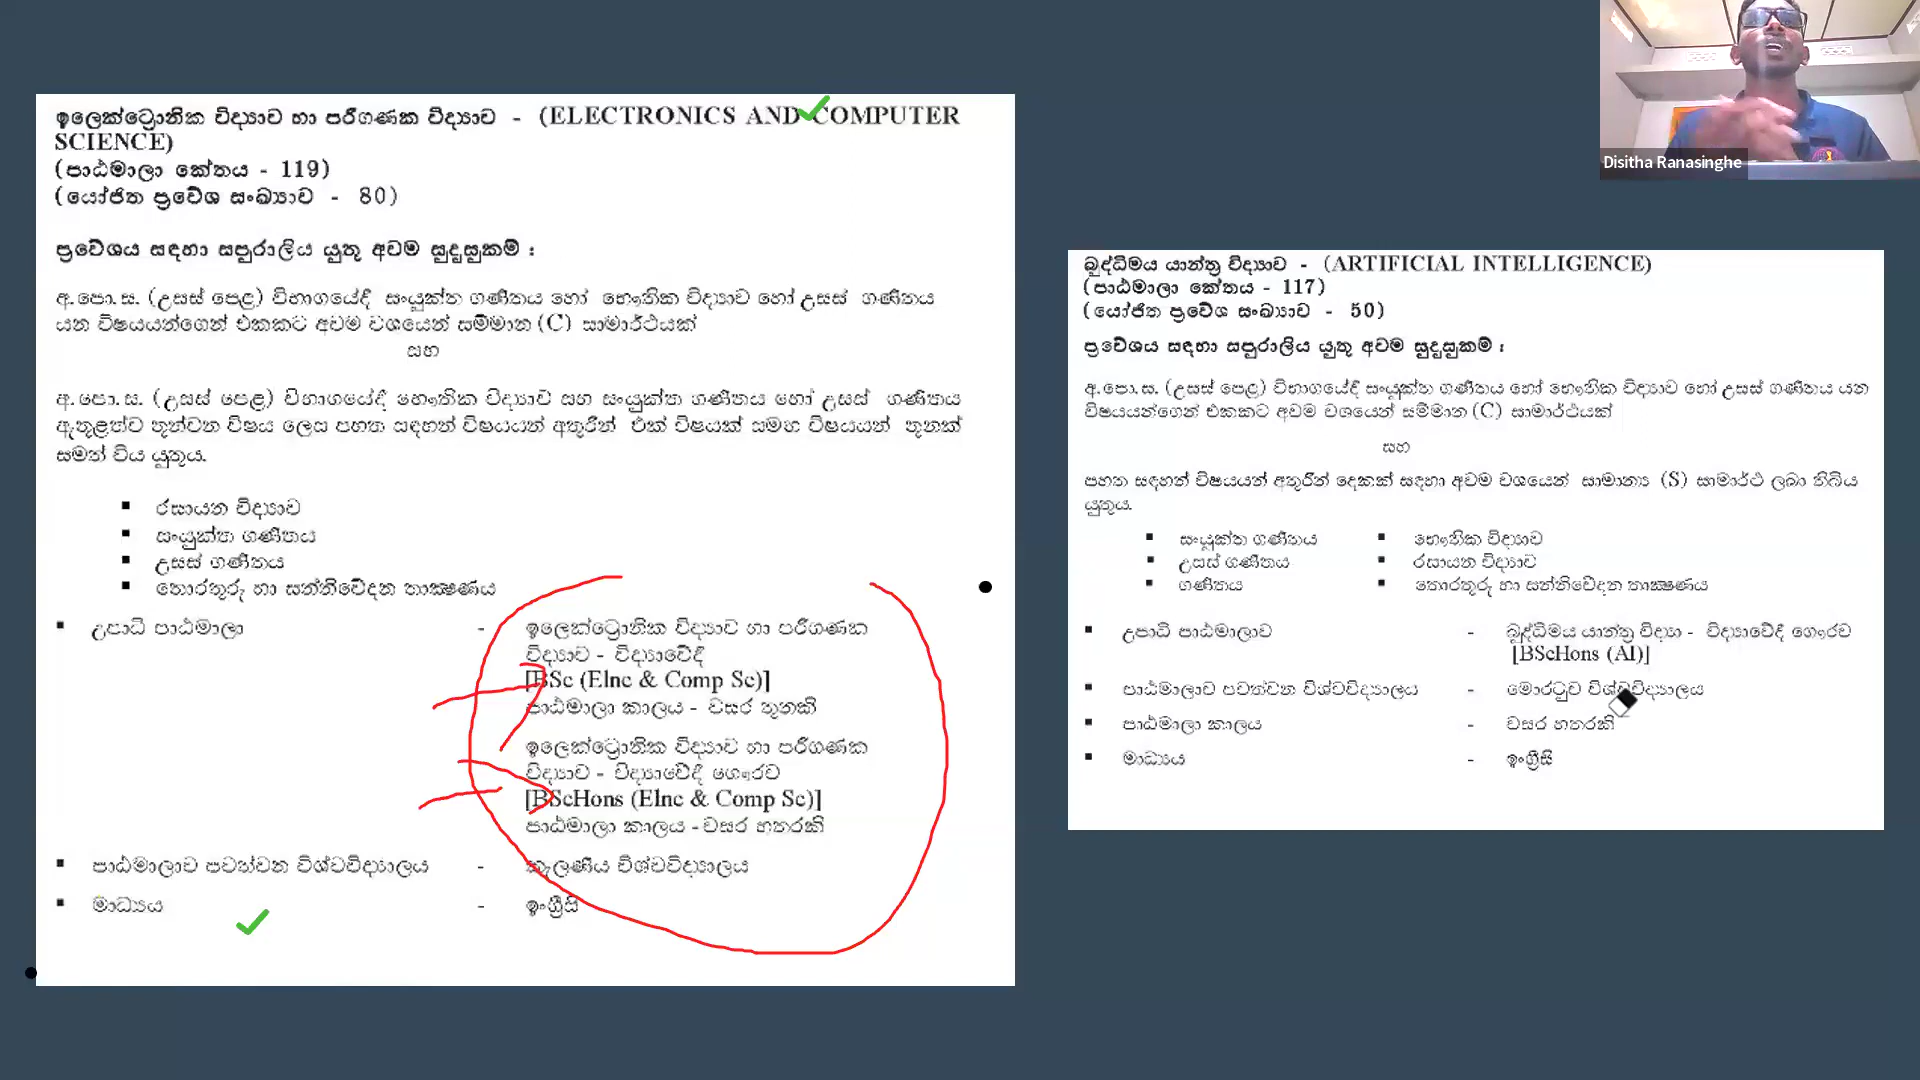 ඉලෙක්ට්‍රොනික විද්‍යාව හා පරිගණක විද්‍යාව - (ELECTRONICS AND COMPUTER
SCIENCE)
(පාඨමාලා කේතය - 119)
(යෝජිත ප්‍රවේශ සංඛ්‍යාව - 80)
ප්‍රවේශය සඳහා සපුරාලිය යුතු අවම සුදුසුකම් :
අ.පො.ස. (උසස් පෙළ) විභාගයේදී සංයුක්ත ගණිතය හෝ භෞතික විද්‍යාව හෝ උසස් ගණිතය
යන විෂයයන්ගෙන් එකකට අවම වශයෙන් සම්මාන (C) සාමාර්ථයක්
සහ
අ.පො.ස. (උසස් පෙළ) විභාගයේදී භෞතික විද්‍යාව සහ සංයුක්ත ගණිතය හෝ උසස් ගණිතය
ඇතුළත්ව තුන්වන විෂය ලෙස පහත සඳහන් විෂයයන් අතුරින් එක් විෂයක් සමඟ විෂයයන් තුනක්
සමත් විය යුතුය.
▪ රසායන විද්‍යාව
▪ සංයුක්ත ගණිතය
▪ උසස් ගණිතය
▪ තොරතුරු හා සන්නිවේදන තාක්ෂණය
▪ උපාධි පාඨමාලා - ඉලෙක්ට්‍රොනික විද්‍යාව හා පරිගණක
විද්‍යාව - විද්‍යාවේදී
[BSc (Elnc & Comp Sc)]
පාඨමාලා කාලය - වසර තුනකි
ඉලෙක්ට්‍රොනික විද්‍යාව හා පරිගණක
විද්‍යාව - විද්‍යාවේදී ගෞරව
[BScHons (Elnc & Comp Sc)]
පාඨමාලා කාලය - වසර හතරකි
▪ පාඨමාලාව පවත්වන විශ්වවිද්‍යාලය - කැලණිය විශ්වවිද්‍යාලය
▪ මාධ්‍යය - ඉංග්‍රීසි
Disitha Ranasinghe
බුද්ධිමය යාන්ත්‍ර විද්‍යාව - (ARTIFICIAL INTELLIGENCE)
(පාඨමාලා කේතය - 117)
(යෝජිත ප්‍රවේශ සංඛ්‍යාව - 50)
ප්‍රවේශය සඳහා සපුරාලිය යුතු අවම සුදුසුකම් :
අ.පො.ස. (උසස් පෙළ) විභාගයේදී සංයුක්ත ගණිතය හෝ භෞතික විද්‍යාව හෝ උසස් ගණිතය යන
විෂයයන්ගෙන් එකකට අවම වශයෙන් සම්මාන (C) සාමාර්ථයක්
සහ
පහත සඳහන් විෂයයන් අතුරින් දෙකක් සඳහා අවම වශයෙන් සාමාන්‍ය (S) සාමාර්ථ ලබා තිබිය
යුතුය.
▪ සංයුක්ත ගණිතය ▪ භෞතික විද්‍යාව
▪ උසස් ගණිතය ▪ රසායන විද්‍යාව
▪ ගණිතය ▪ තොරතුරු හා සන්නිවේදන තාක්ෂණය
▪ උපාධි පාඨමාලාව - බුද්ධිමය යාන්ත්‍ර විද්‍යා - විද්‍යාවේදී ගෞරව
[BScHons (AI)]
▪ පාඨමාලාව පවත්වන විශ්වවිද්‍යාලය - මොරටුව විශ්වවිද්‍යාලය
▪ පාඨමාලා කාලය - වසර හතරකි
▪ මාධ්‍යය - ඉංග්‍රීසි